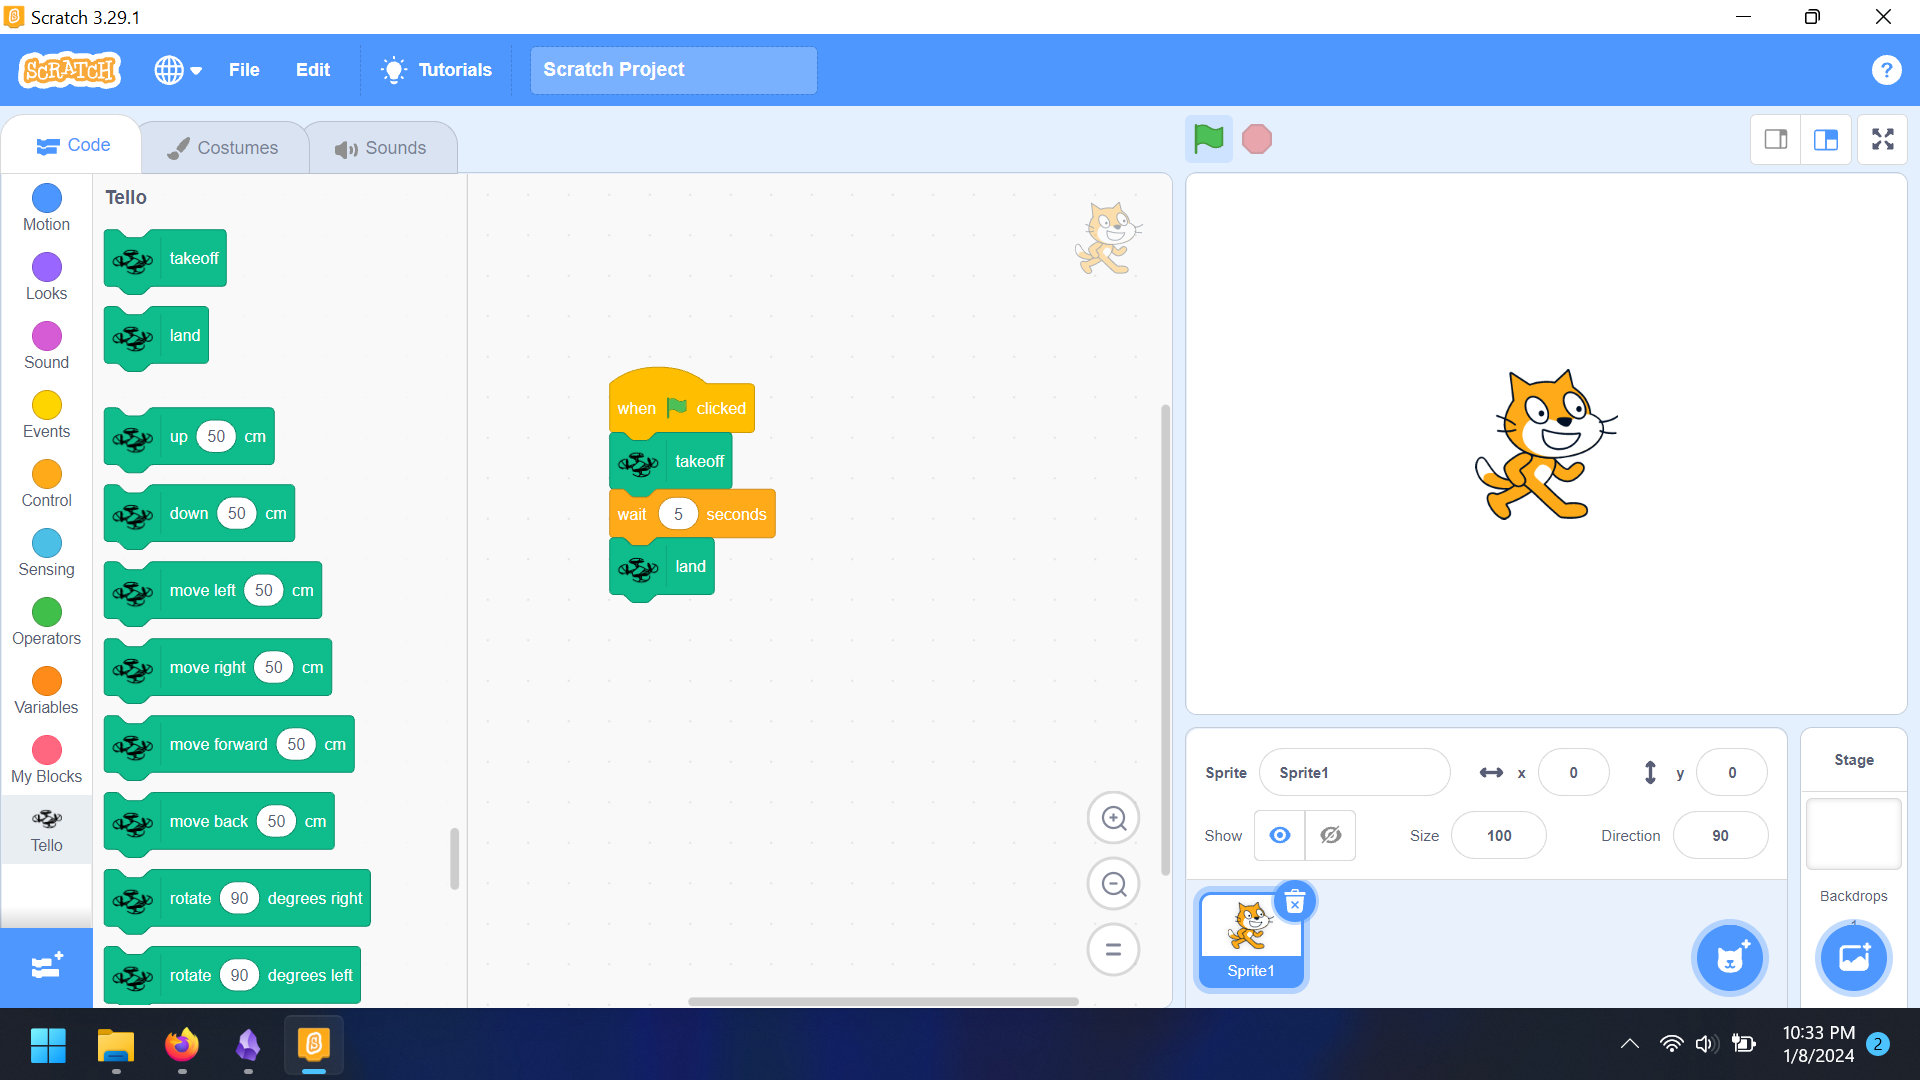 Scratch 3.29.1
SCRATCH
File
Edit
Tutorials
Scratch Project
?
Code
Costumes
Sounds
Motion
Looks
Sound
Events
Control
Sensing
Operators
Variables
My Blocks
Tello
Tello
takeoff
land
up 50 cm
down 50 cm
move left 50 cm
move right 50 cm
move forward 50 cm
move back 50 cm
rotate 90 degrees right
rotate 90 degrees left
when clicked
takeoff
wait 5 seconds
land
Sprite Sprite1 x 0 y 0
Show Size 100 Direction 90
Sprite1
Stage
Backdrops
1
10:33 PM
1/8/2024
2